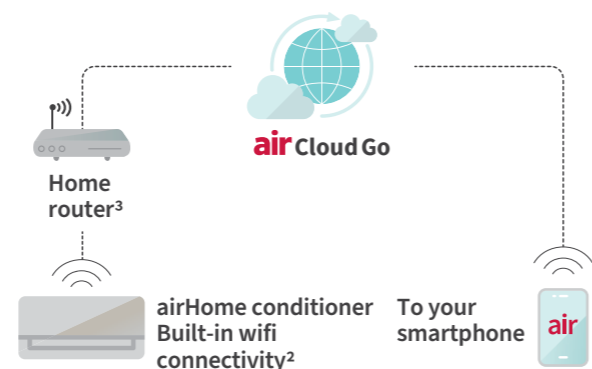 air Cloud Go
Home
router³
airHome conditioner
Built-in wifi
connectivity²
To your
smartphone
air